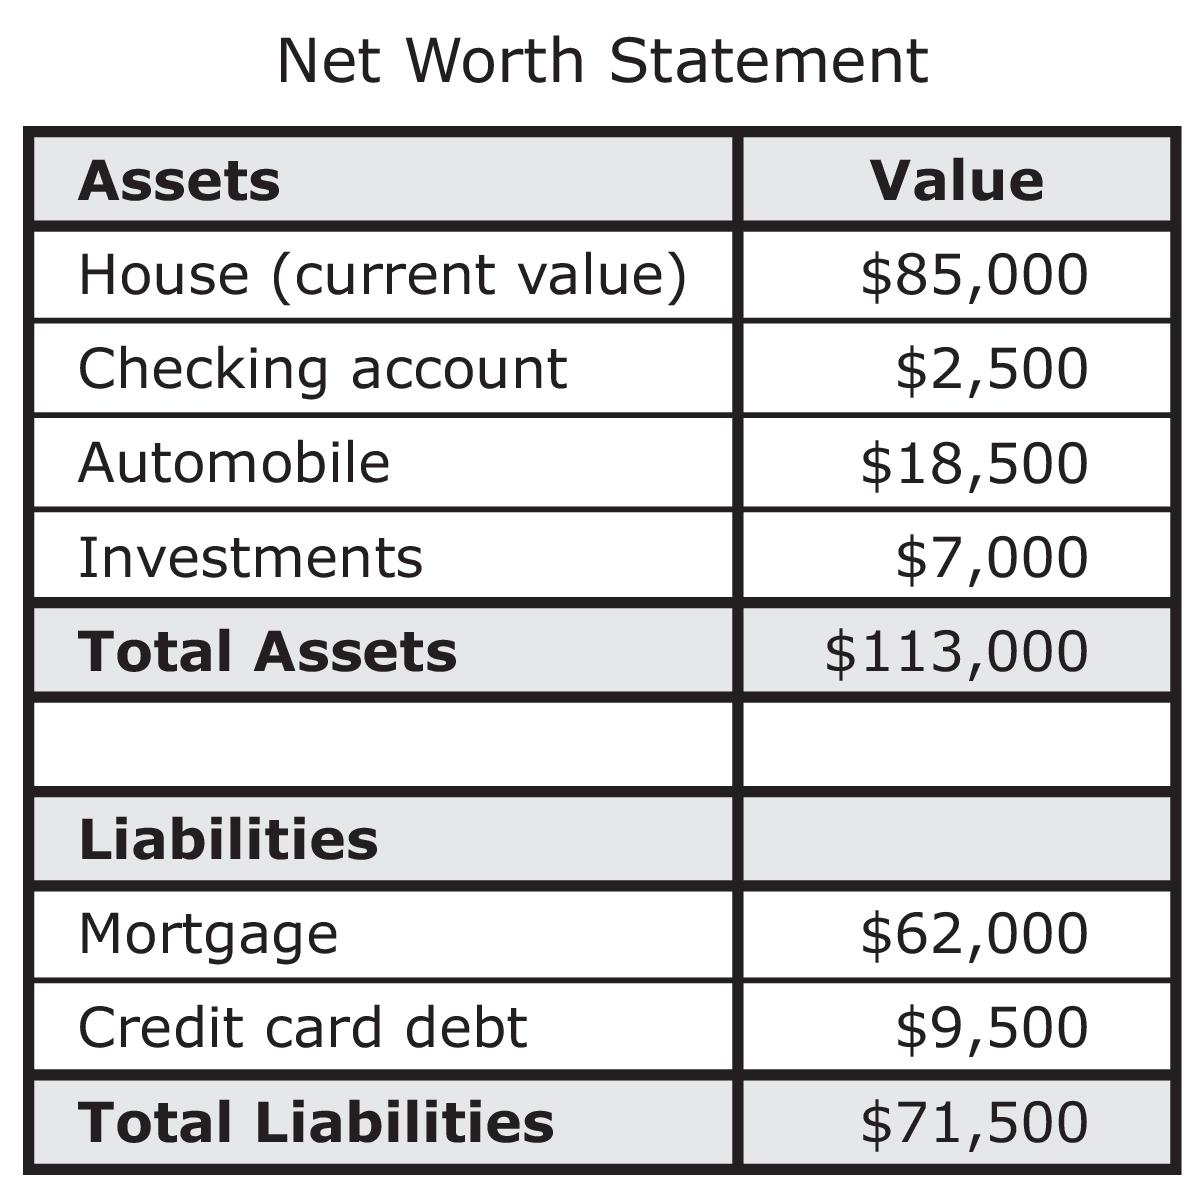 Net Worth Statement
Assets Value
House (current value) $85,000
Checking account $2,500
Automobile $18,500
Investments $7,000
Total Assets $113,000
Liabilities
Mortgage $62,000
Credit card debt $9,500
Total Liabilities $71,500